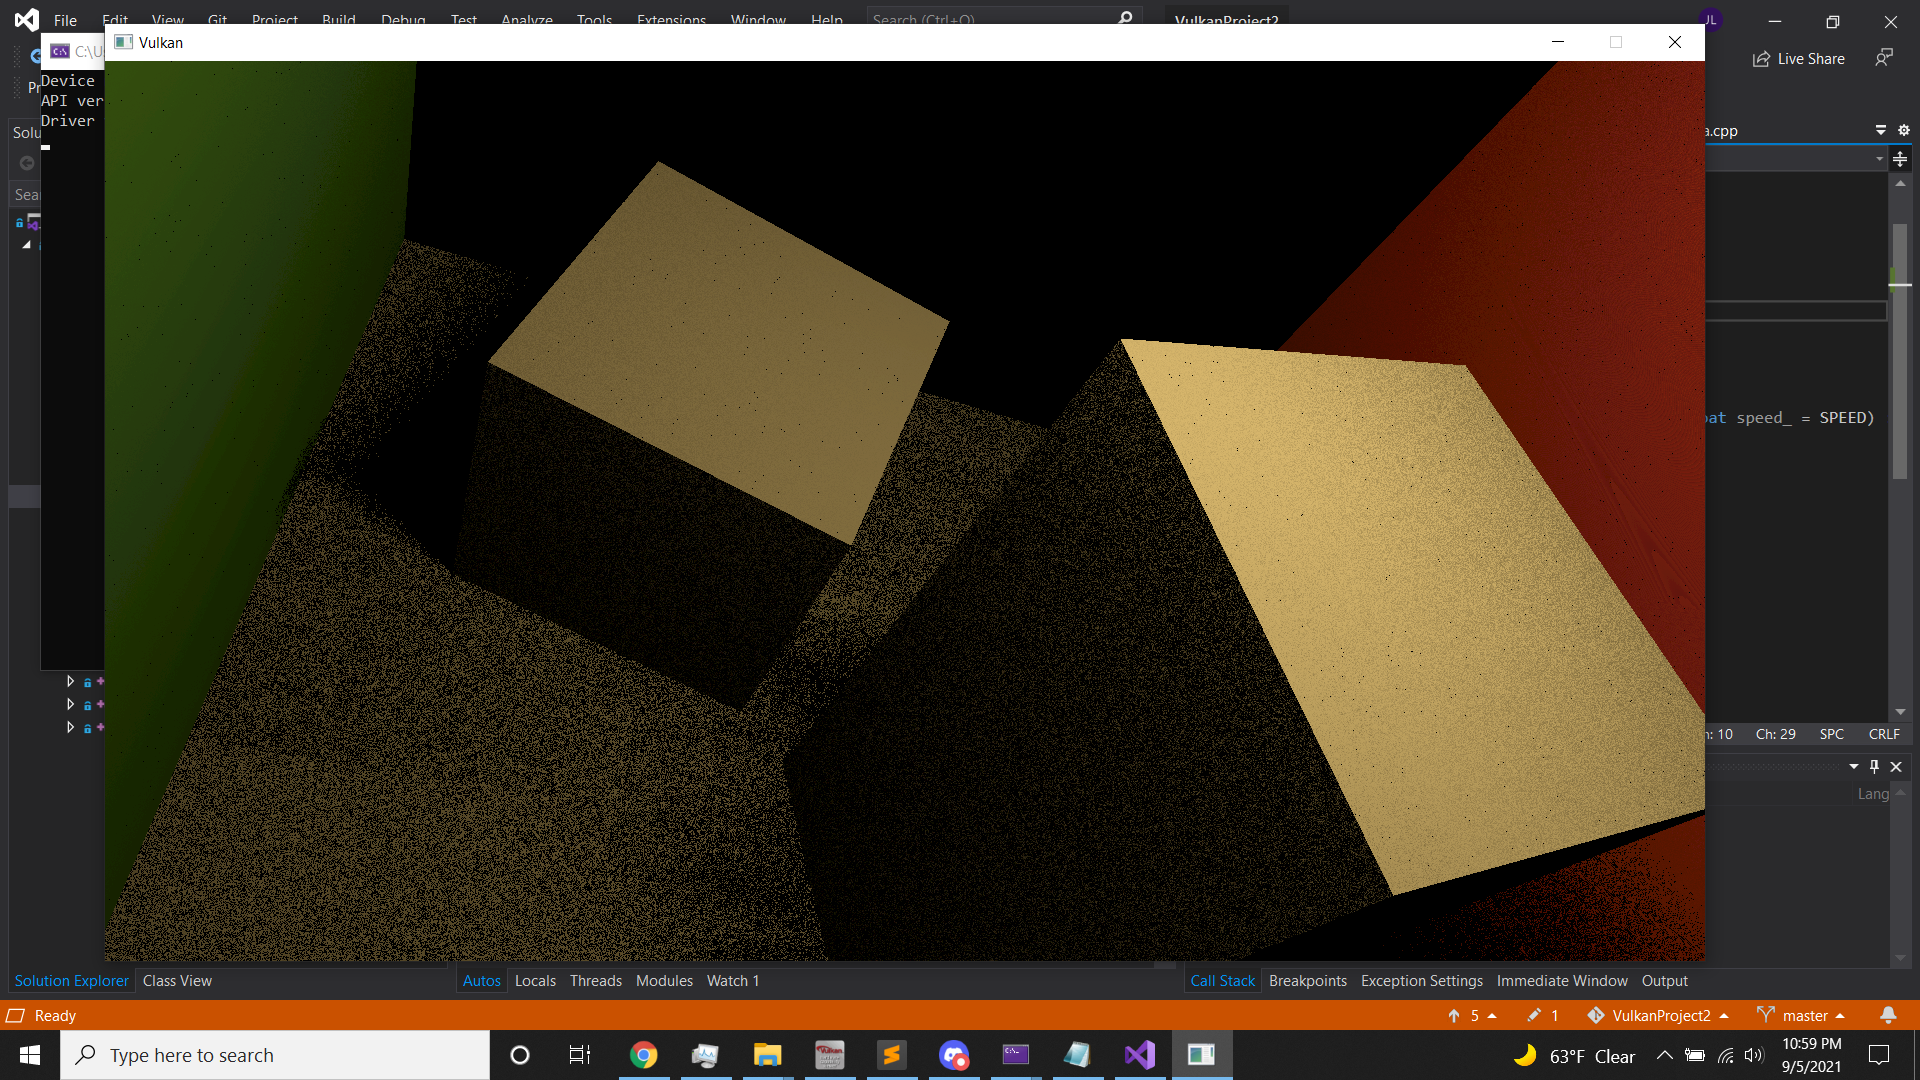 File Edit View Git Project Build Debug Test Analyze Tools Extensions Window Help Search (Ctrl+Q) VulkanProject2 JL
Vulkan
C:\U
Live Share
Pr
Device
API ver
Driver
Solu
a.cpp
Sear
oat speed_ = SPEED)
n: 10 Ch: 29 SPC CRLF
Lang
Solution Explorer Class View Autos Locals Threads Modules Watch 1 Call Stack Breakpoints Exception Settings Immediate Window Output
Ready 5 1 VulkanProject2 master
Type here to search 63°F Clear 10:59 PM
9/5/2021